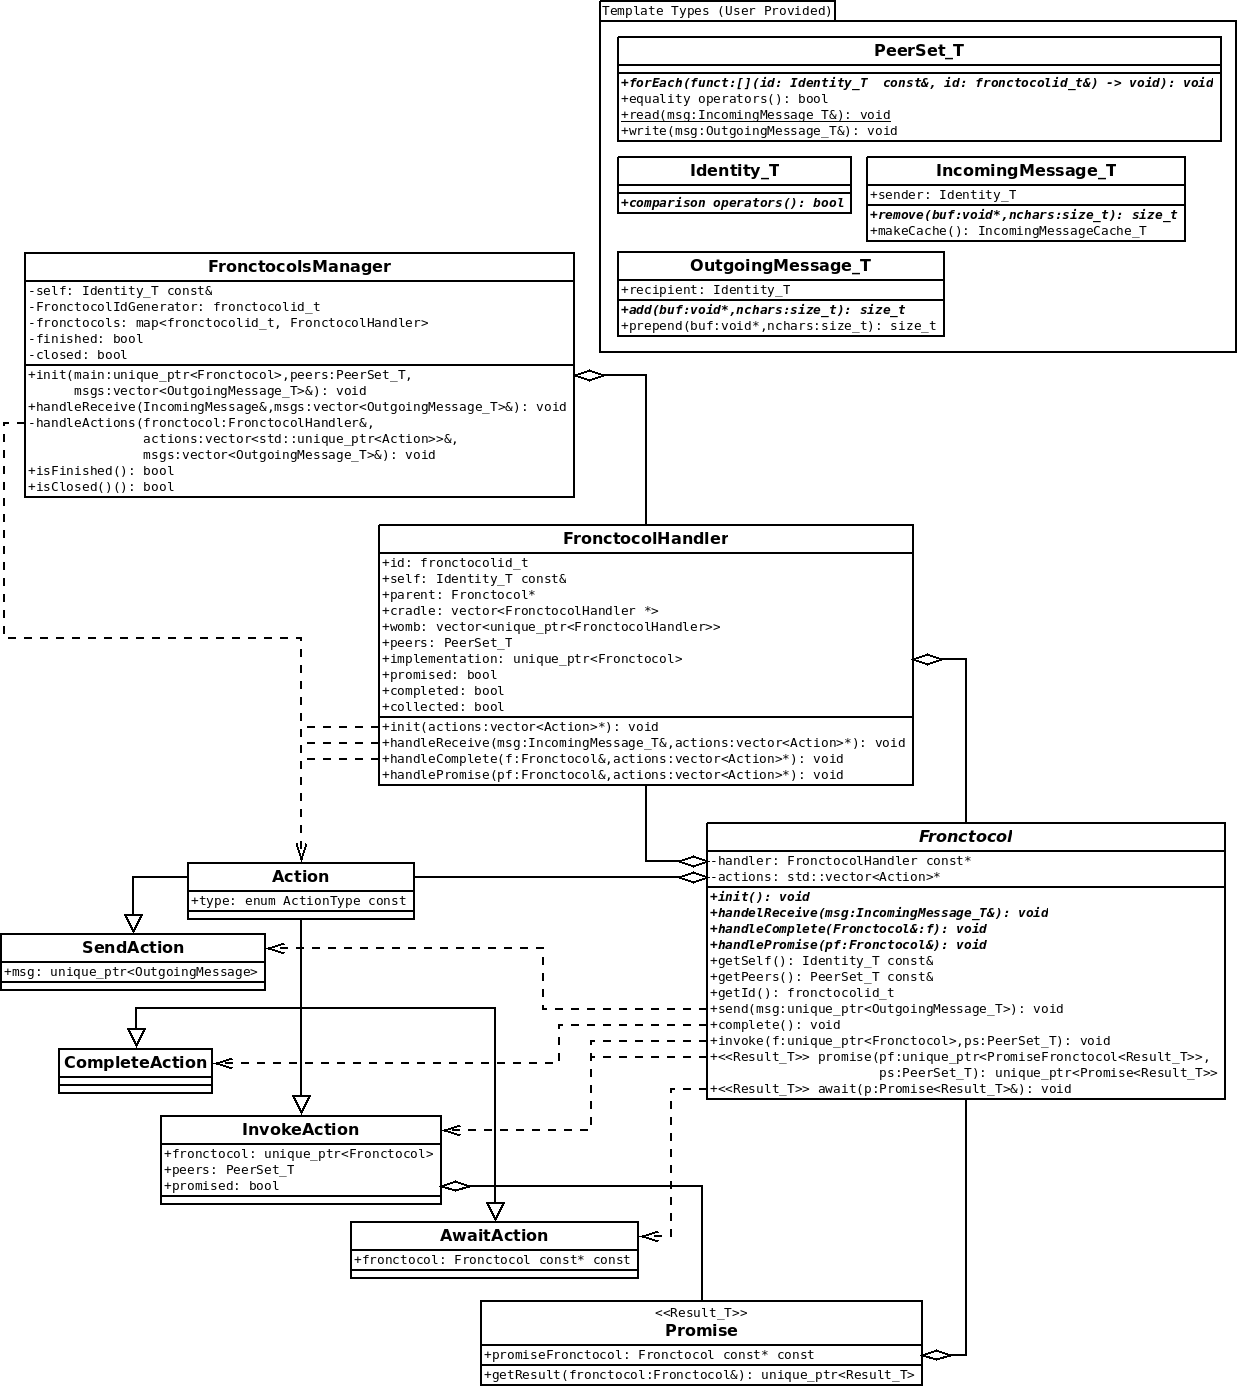 Template Types (User Provided)
PeerSet_T
+forEach(funct:[](id: Identity_T  const&, id: fronctocolid_t&) -> void): void
+equality operators(): bool
+read(msg:IncomingMessage_T&): void
+write(msg:OutgoingMessage_T&): void
Identity_T
+comparison operators(): bool
IncomingMessage_T
+sender: Identity_T
+remove(buf:void*,nchars:size_t): size_t
+makeCache(): IncomingMessageCache_T
OutgoingMessage_T
+recipient: Identity_T
+add(buf:void*,nchars:size_t): size_t
+prepend(buf:void*,nchars:size_t): size_t
FronctocolsManager
-self: Identity_T const&
-FronctocolIdGenerator: fronctocolid_t
-fronctocols: map<fronctocolid_t, FronctocolHandler>
-finished: bool
-closed: bool
+init(main:unique_ptr<Fronctocol>,peers:PeerSet_T,
msgs:vector<OutgoingMessage_T>&): void
+handleReceive(IncomingMessage&,msgs:vector<OutgoingMessage_T>&): void
-handleActions(fronctocol:FronctocolHandler&,
actions:vector<std::unique_ptr<Action>>&,
msgs:vector<OutgoingMessage_T>&): void
+isFinished(): bool
+isClosed()(): bool
FronctocolHandler
+id: fronctocolid_t
+self: Identity_T const&
+parent: Fronctocol*
+cradle: vector<FronctocolHandler *>
+womb: vector<unique_ptr<FronctocolHandler>>
+peers: PeerSet_T
+implementation: unique_ptr<Fronctocol>
+promised: bool
+completed: bool
+collected: bool
+init(actions:vector<Action>*): void
+handleReceive(msg:IncomingMessage_T&,actions:vector<Action>*): void
+handleComplete(f:Fronctocol&,actions:vector<Action>*): void
+handlePromise(pf:Fronctocol&,actions:vector<Action>*): void
Fronctocol
-handler: FronctocolHandler const*
-actions: std::vector<Action>*
+init(): void
+handelReceive(msg:IncomingMessage_T&): void
+handleComplete(Fronctocol&:f): void
+handlePromise(pf:Fronctocol&): void
+getSelf(): Identity_T const&
+getPeers(): PeerSet_T const&
+getId(): fronctocolid_t
+send(msg:unique_ptr<OutgoingMessage_T>): void
+complete(): void
+invoke(f:unique_ptr<Fronctocol>,ps:PeerSet_T): void
+<<Result_T>> promise(pf:unique_ptr<PromiseFronctocol<Result_T>>,
ps:PeerSet_T): unique_ptr<Promise<Result_T>>
+<<Result_T>> await(p:Promise<Result_T>&): void
Action
+type: enum ActionType const
SendAction
+msg: unique_ptr<OutgoingMessage>
CompleteAction
InvokeAction
+fronctocol: unique_ptr<Fronctocol>
+peers: PeerSet_T
+promised: bool
AwaitAction
+fronctocol: Fronctocol const* const
<<Result_T>>
Promise
+promiseFronctocol: Fronctocol const* const
+getResult(fronctocol:Fronctocol&): unique_ptr<Result_T>